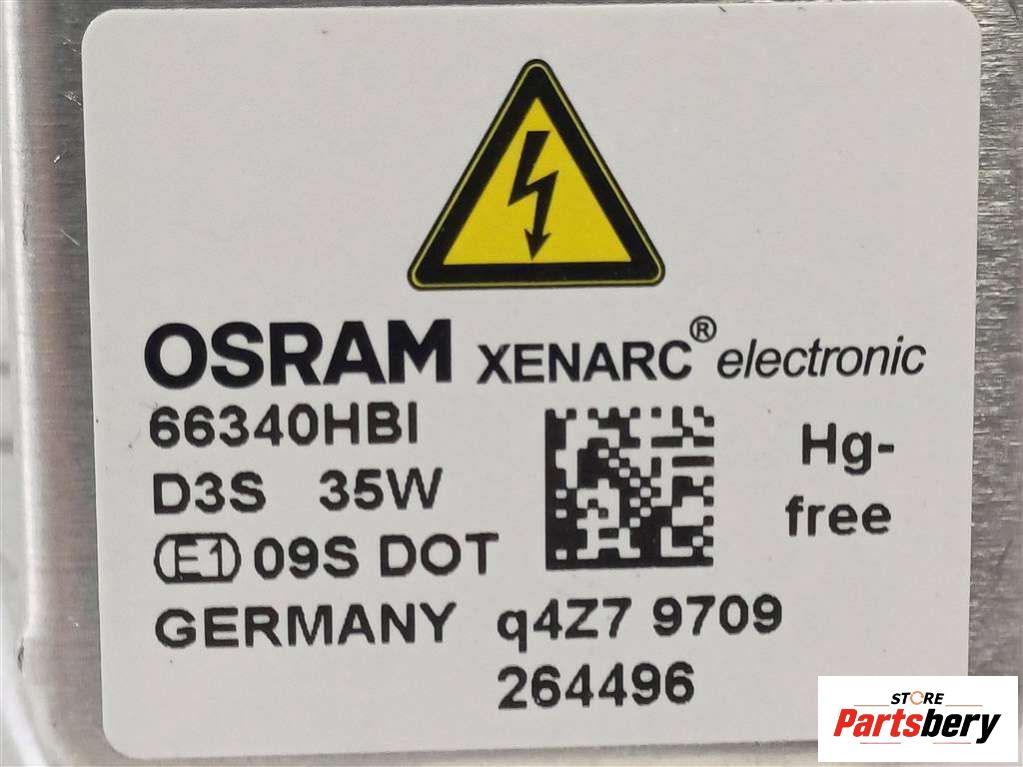 OSRAM XENARC® electronic
66340HBI
D3S 35W
Hg-
free
E1 09S DOT
GERMANY q4Z7 9709
264496
STORE
Partsbery